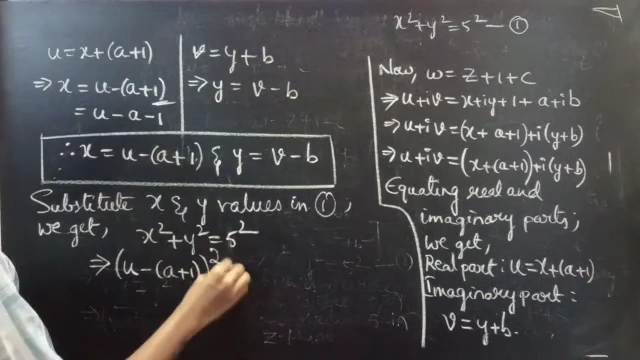 x²+y²=5² — ①
Now, w = z+1+c
⇒ u+iv = x+iy+1+a+ib
⇒ u+iv = (x+a+1)+i(y+b)
⇒ u+iv = (x+(a+1))+i(y+b)
Equating real and
imaginary parts,
we get,
Real part: u = x+(a+1)
Imaginary part:
v = y+b
u = x+(a+1)
⇒ x = u-(a+1)
= u-a-1
v = y+b
⇒ y = v-b
∴ x = u-(a+1) & y = v-b
Substitute x & y values in ①,
we get, x²+y²=5²
⇒ (u-(a+1))²